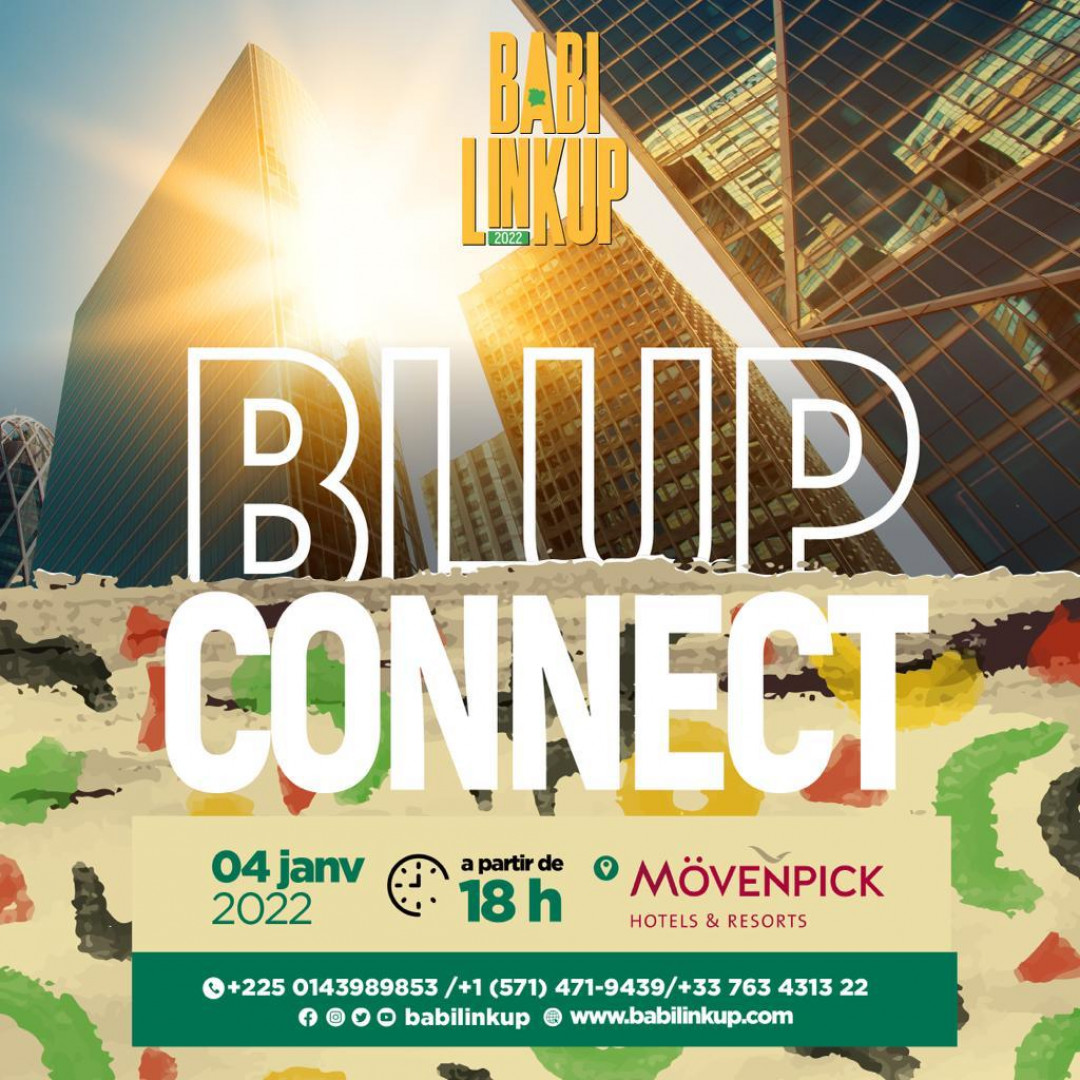 BABI
LINKUP
2022
BLUP
CONNECT
04 janv
2022
a partir de
18 h
MÖVENPICK
HOTELS & RESORTS
+225 0143989853 /+1 (571) 471-9439/+33 763 4313 22
babilinkup www.babilinkup.com